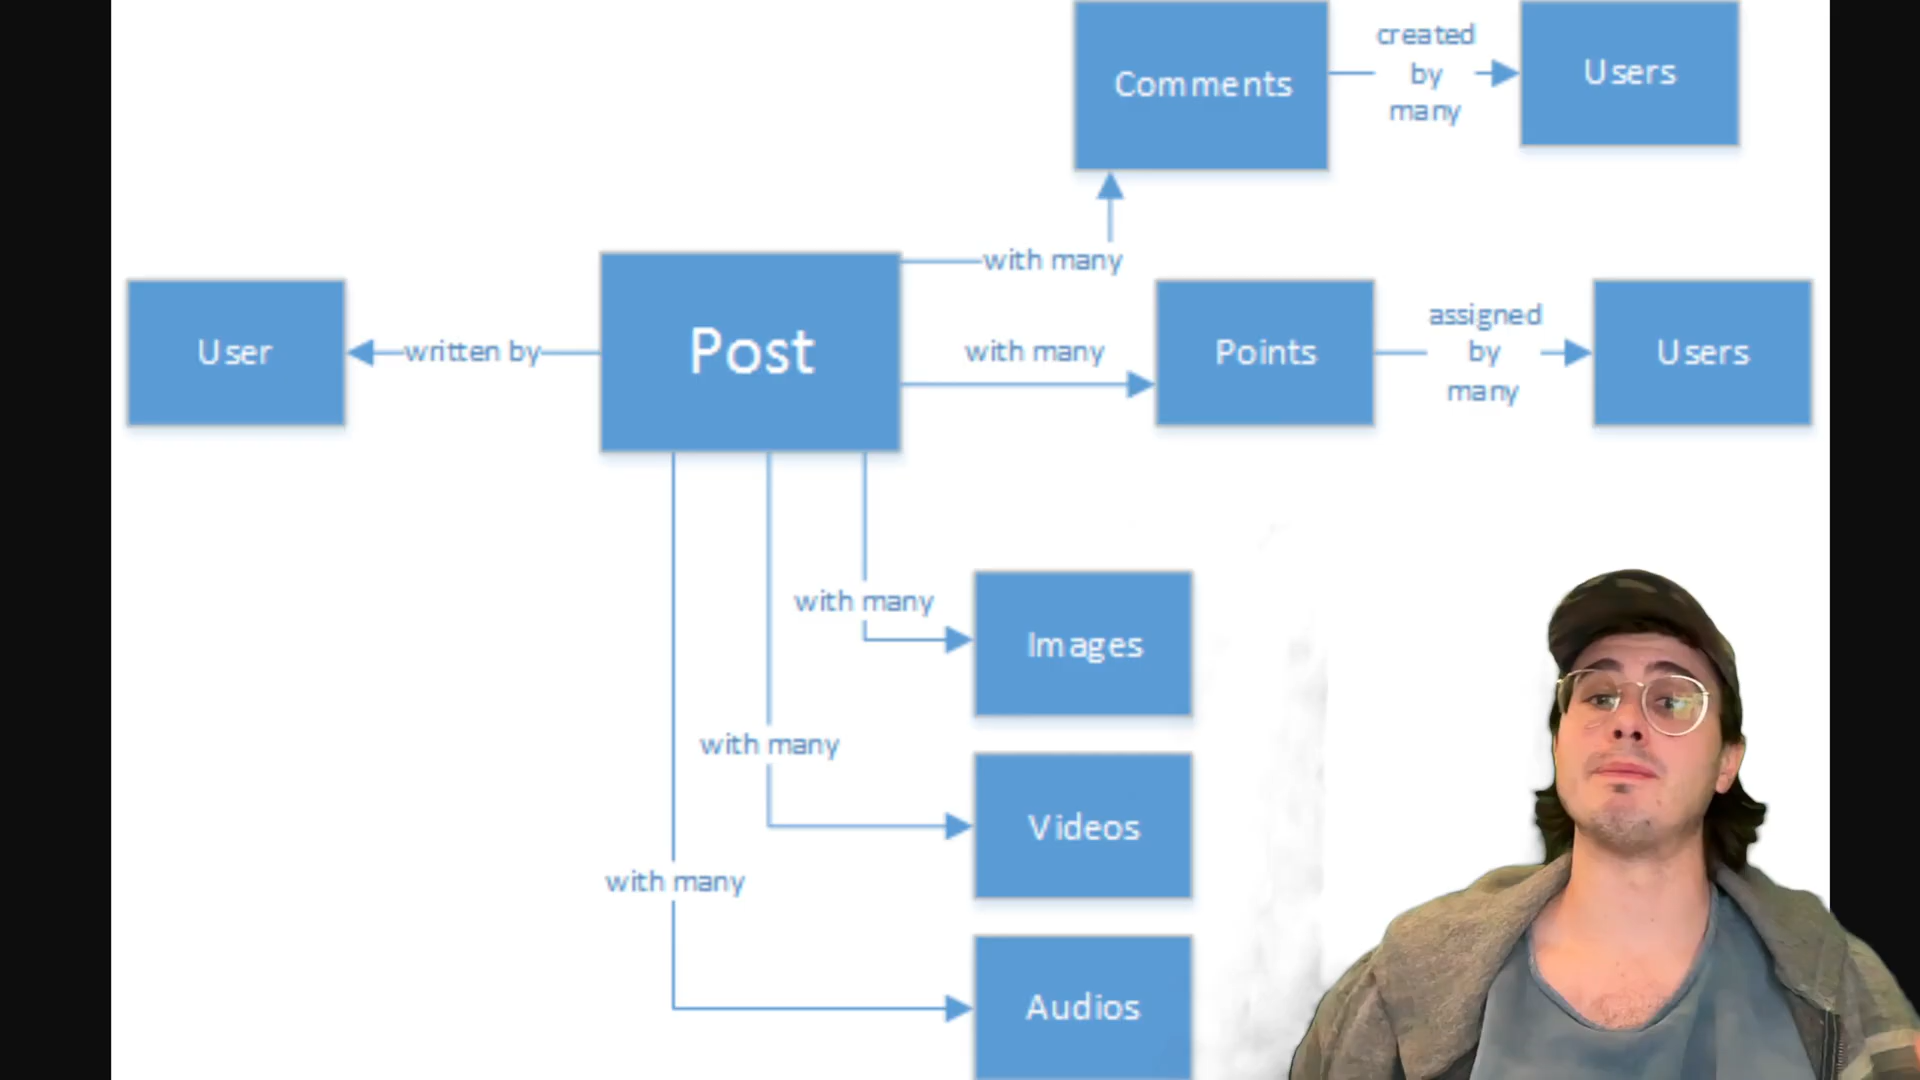 Comments
created
by
many
Users
with many
User
written by
Post
with many
Points
assigned
by
many
Users
with many
Images
with many
Videos
with many
Audios